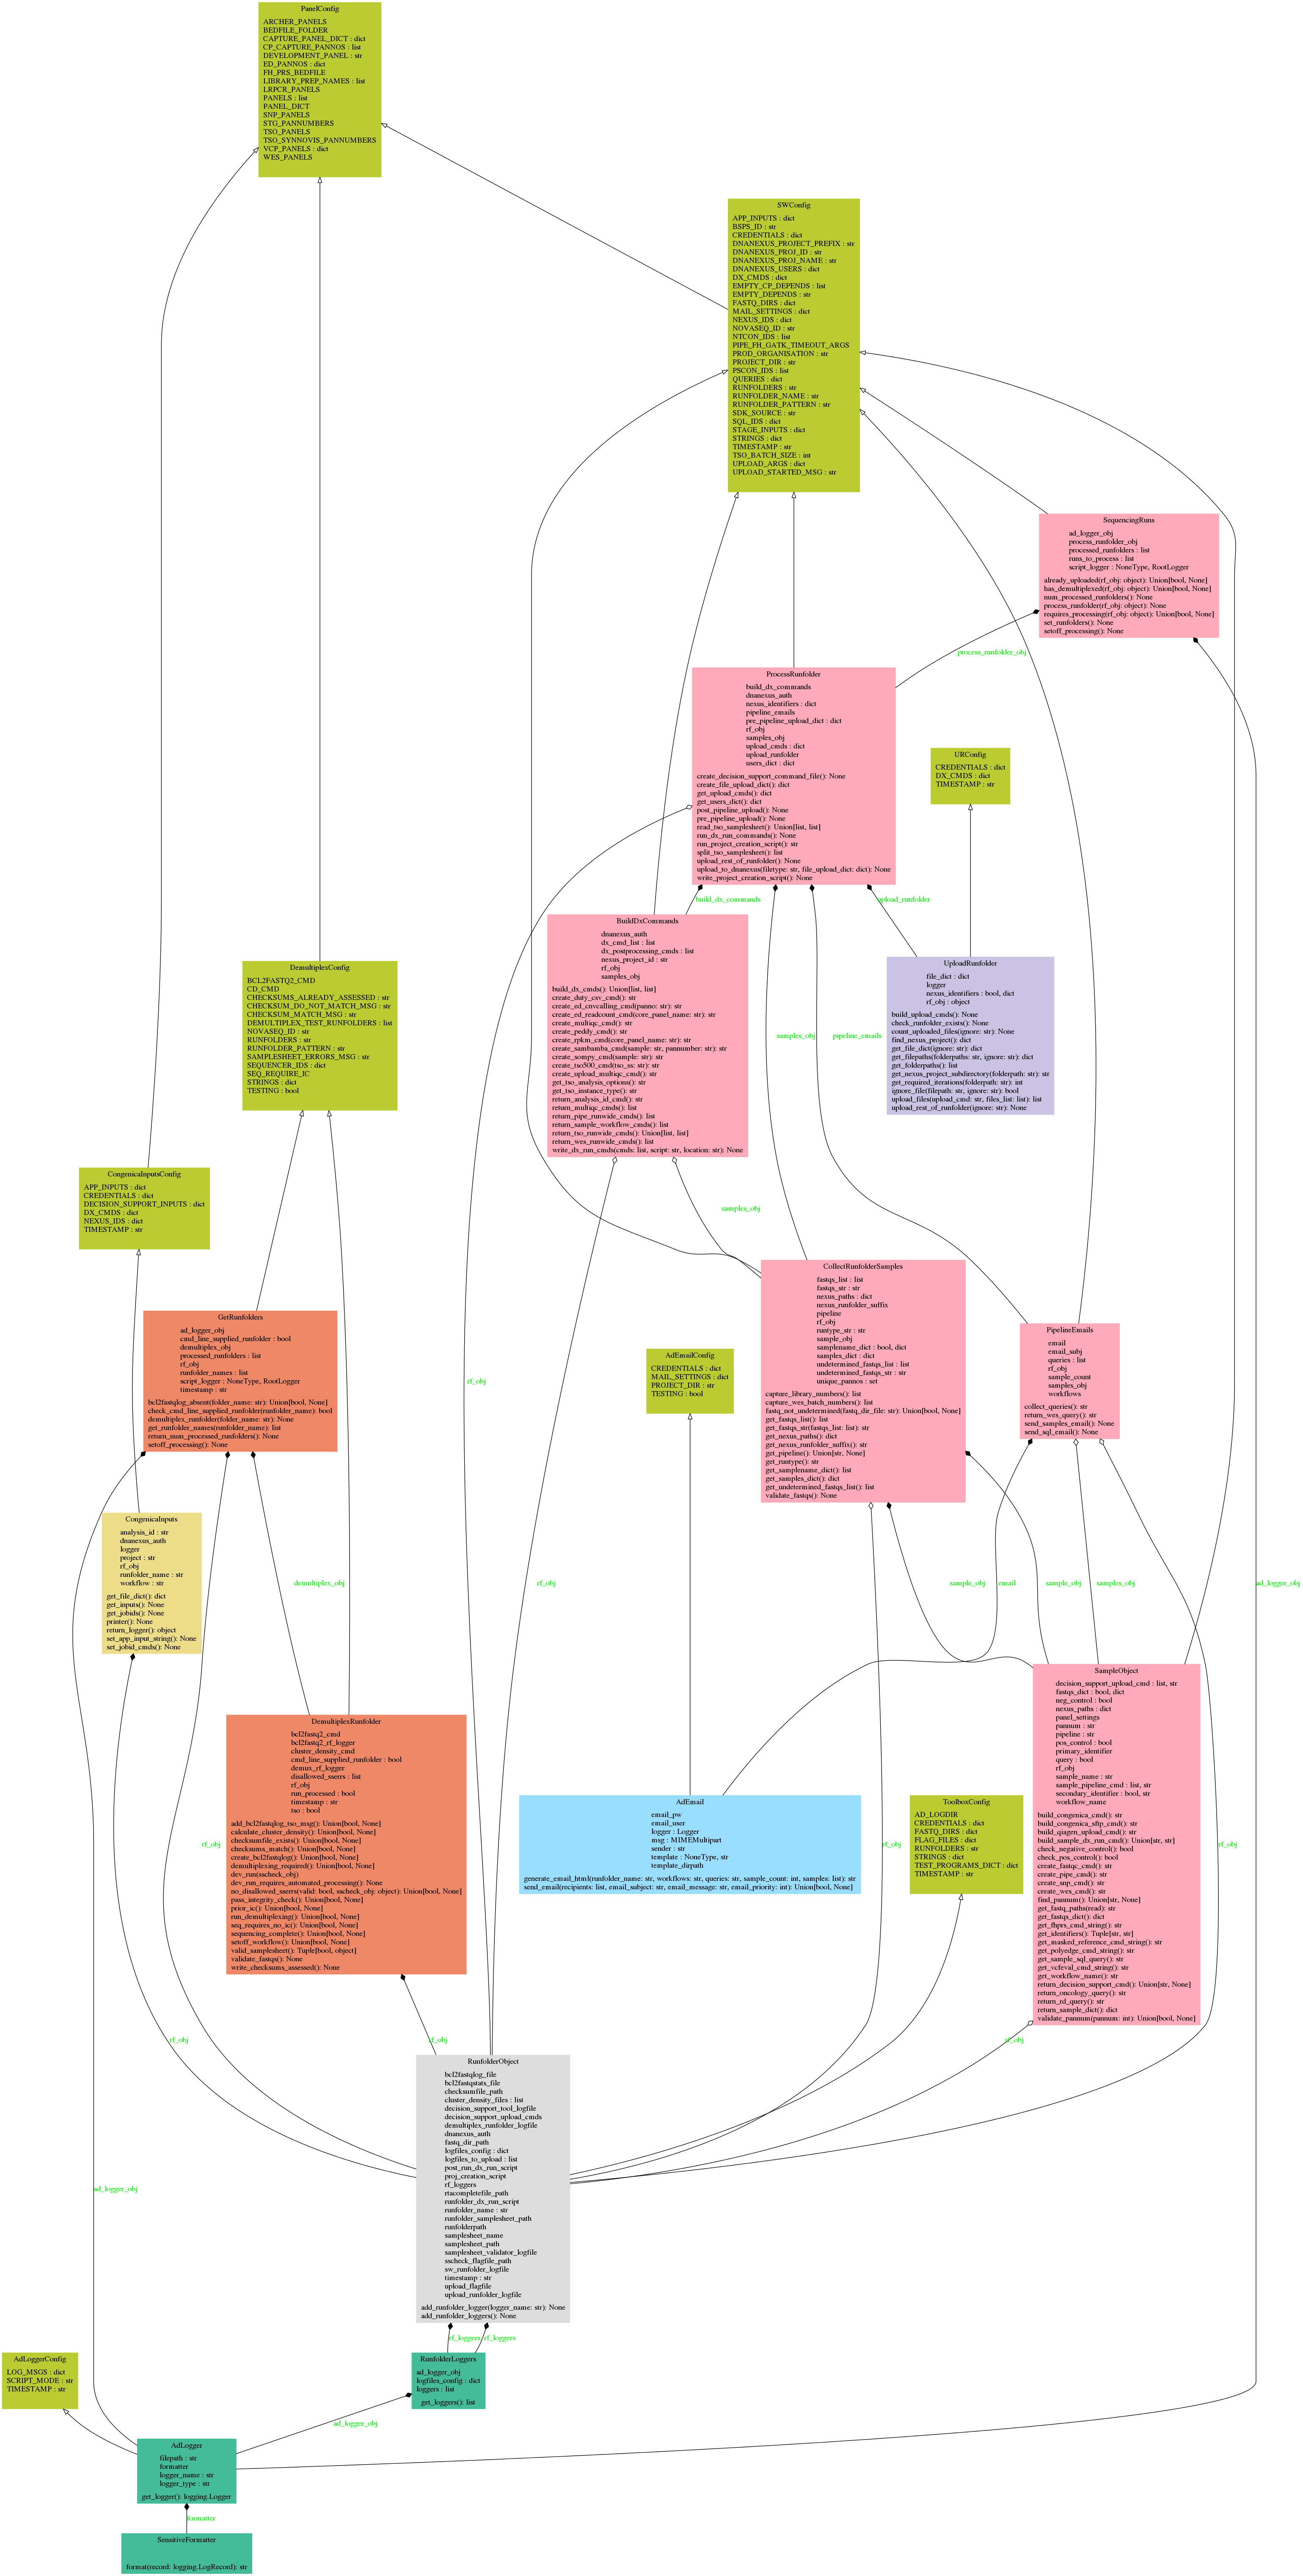 PanelConfig
ARCHER_PANELS
BEDFILE_FOLDER
CAPTURE_PANEL_DICT : dict
CP_CAPTURE_PANNOS : list
DEVELOPMENT_PANEL : str
ED_PANNOS : dict
FH_PRS_BEDFILE
LIBRARY_PREP_NAMES : list
LRPCR_PANELS
PANELS : list
PANEL_DICT
SNP_PANELS
STG_PANNUMBERS
TSO_PANELS
TSO_SYNNOVIS_PANNUMBERS
VCP_PANELS : dict
WES_PANELS
SWConfig
APP_INPUTS : dict
BSPS_ID : str
CREDENTIALS : dict
DNANEXUS_PROJECT_PREFIX : str
DNANEXUS_PROJ_ID : str
DNANEXUS_PROJ_NAME : str
DNANEXUS_USERS : dict
DX_CMDS : dict
EMPTY_CP_DEPENDS : list
EMPTY_DEPENDS : str
FASTQ_DIRS : dict
MAIL_SETTINGS : dict
NEXUS_IDS : dict
NOVASEQ_ID : str
NTCON_IDS : list
PIPE_FH_GATK_TIMEOUT_ARGS
PROD_ORGANISATION : str
PROJECT_DIR : str
PSCON_IDS : list
QUERIES : dict
RUNFOLDERS : str
RUNFOLDER_NAME : str
RUNFOLDER_PATTERN : str
SDK_SOURCE : str
SQL_IDS : dict
STAGE_INPUTS : dict
STRINGS : dict
TIMESTAMP : str
TSO_BATCH_SIZE : int
UPLOAD_ARGS : dict
UPLOAD_STARTED_MSG : str
SequencingRuns
ad_logger_obj
process_runfolder_obj
processed_runfolders : list
runs_to_process : list
script_logger : NoneType, RootLogger
already_uploaded(rf_obj: object): Union[bool, None]
has_demultiplexed(rf_obj: object): Union[bool, None]
num_processed_runfolders(): None
process_runfolder(rf_obj: object): None
requires_processing(rf_obj: object): Union[bool, None]
set_runfolders(): None
setoff_processing(): None
process_runfolder_obj
ProcessRunfolder
build_dx_commands
dnanexus_auth
nexus_identifiers : dict
pipeline_emails
pre_pipeline_upload_dict : dict
rf_obj
samples_obj
upload_cmds : dict
upload_runfolder
users_dict : dict
create_decision_support_command_file(): None
create_file_upload_dict(): dict
get_upload_cmds(): dict
get_users_dict(): dict
post_pipeline_upload(): None
pre_pipeline_upload(): None
read_tso_samplesheet(): Union[list, list]
run_dx_run_commands(): None
run_project_creation_script(): str
split_tso_samplesheet(): list
upload_rest_of_runfolder(): None
upload_to_dnanexus(filetype: str, file_upload_dict: dict): None
write_project_creation_script(): None
URConfig
CREDENTIALS : dict
DX_CMDS : dict
TIMESTAMP : str
build_dx_commands
upload_runfolder
BuildDxCommands
dnanexus_auth
dx_cmd_list : list
dx_postprocessing_cmds : list
nexus_project_id : str
rf_obj
samples_obj
build_dx_cmds(): Union[list, list]
create_duty_csv_cmd(): str
create_ed_cnvcalling_cmd(panno: str): str
create_ed_readcount_cmd(core_panel_name: str): str
create_multiqc_cmd(): str
create_peddy_cmd(): str
create_rpkm_cmd(core_panel_name: str): str
create_sambamba_cmd(sample: str, pannumber: str): str
create_sompy_cmd(sample: str): str
create_tso500_cmd(tso_ss: str): str
create_upload_multiqc_cmd(): str
get_tso_analysis_options(): str
get_tso_instance_type(): str
return_analysis_id_cmd(): str
return_multiqc_cmds(): list
return_pipe_runwide_cmds(): list
return_sample_workflow_cmds(): list
return_tso_runwide_cmds(): Union[list, list]
return_wes_runwide_cmds(): list
write_dx_run_cmds(cmds: list, script: str, location: str): None
UploadRunfolder
file_dict : dict
logger
nexus_identifiers : bool, dict
rf_obj : object
build_upload_cmds(): None
check_runfolder_exists(): None
count_uploaded_files(ignore: str): None
find_nexus_project(): dict
get_file_dict(ignore: str): dict
get_filepaths(folderpaths: str, ignore: str): dict
get_folderpaths(): list
get_nexus_project_subdirectory(folderpath: str): str
get_required_iterations(folderpath: str): int
ignore_file(filepath: str, ignore: str): bool
upload_files(upload_cmd: str, files_list: list): list
upload_rest_of_runfolder(ignore: str): None
DemultiplexConfig
BCL2FASTQ2_CMD
CD_CMD
CHECKSUMS_ALREADY_ASSESSED : str
CHECKSUM_DO_NOT_MATCH_MSG : str
CHECKSUM_MATCH_MSG : str
DEMULTIPLEX_TEST_RUNFOLDERS : list
NOVASEQ_ID : str
RUNFOLDERS : str
RUNFOLDER_PATTERN : str
SAMPLESHEET_ERRORS_MSG : str
SEQUENCER_IDS : dict
SEQ_REQUIRE_IC
STRINGS : dict
TESTING : bool
samples_obj
pipeline_emails
samples_obj
CongenicaInputsConfig
APP_INPUTS : dict
CREDENTIALS : dict
DECISION_SUPPORT_INPUTS : dict
DX_CMDS : dict
NEXUS_IDS : dict
TIMESTAMP : str
GetRunfolders
ad_logger_obj
cmd_line_supplied_runfolder : bool
demultiplex_obj
processed_runfolders : list
rf_obj
runfolder_names : list
script_logger : NoneType, RootLogger
timestamp : str
bcl2fastqlog_absent(folder_name: str): Union[bool, None]
check_cmd_line_supplied_runfolder(runfolder_name): bool
demultiplex_runfolder(folder_name: str): None
get_runfolder_names(runfolder_name): list
return_num_processed_runfolders(): None
setoff_processing(): None
CollectRunfolderSamples
fastqs_list : list
fastqs_str : str
nexus_paths : dict
nexus_runfolder_suffix
pipeline
rf_obj
runtype_str : str
sample_obj
samplename_dict : bool, dict
samples_dict : dict
undetermined_fastqs_list : list
undetermined_fastqs_str : str
unique_pannos : set
capture_library_numbers(): list
capture_wes_batch_numbers(): list
fastq_not_undetermined(fastq_dir_file: str): Union[bool, None]
get_fastqs_list(): list
get_fastqs_str(fastqs_list: list): str
get_nexus_paths(): dict
get_nexus_runfolder_suffix(): str
get_pipeline(): Union[str, None]
get_runtype(): str
get_samplename_dict(): list
get_samples_dict(): dict
get_undetermined_fastqs_list(): list
validate_fastqs(): None
PipelineEmails
email
email_subj
queries : list
rf_obj
sample_count
samples_obj
workflows
collect_queries(): str
return_wes_query(): str
send_samples_email(): None
send_sql_email(): None
AdEmailConfig
CREDENTIALS : dict
MAIL_SETTINGS : dict
PROJECT_DIR : str
TESTING : bool
rf_obj
CongenicaInputs
analysis_id : str
dnanexus_auth
logger
project : str
rf_obj
runfolder_name : str
workflow : str
get_file_dict(): dict
get_inputs(): None
get_jobids(): None
printer(): None
return_logger(): object
set_app_input_string(): None
set_jobid_cmds(): None
demultiplex_obj
rf_obj
sample_obj
email
sample_obj
samples_obj
ad_logger_obj
DemultiplexRunfolder
bcl2fastq2_cmd
bcl2fastq2_rf_logger
cluster_density_cmd
cmd_line_supplied_runfolder : bool
demux_rf_logger
disallowed_sserrs : list
rf_obj
run_processed : bool
timestamp : str
tso : bool
add_bcl2fastqlog_tso_msg(): Union[bool, None]
calculate_cluster_density(): Union[bool, None]
checksumfile_exists(): Union[bool, None]
checksums_match(): Union[bool, None]
create_bcl2fastqlog(): Union[bool, None]
demultiplexing_required(): Union[bool, None]
dev_run(sscheck_obj)
dev_run_requires_automated_processing(): None
no_disallowed_sserrs(valid: bool, sscheck_obj: object): Union[bool, None]
pass_integrity_check(): Union[bool, None]
prior_ic(): Union[bool, None]
run_demultiplexing(): Union[bool, None]
seq_requires_no_ic(): Union[bool, None]
sequencing_complete(): Union[bool, None]
setoff_workflow(): Union[bool, None]
valid_samplesheet(): Tuple[bool, object]
validate_fastqs(): None
write_checksums_assessed(): None
AdEmail
email_pw
email_user
logger : Logger
msg : MIMEMultipart
sender : str
template : NoneType, str
template_dirpath
generate_email_html(runfolder_name: str, workflows: str, queries: str, sample_count: int, samples: list): str
send_email(recipients: list, email_subject: str, email_message: str, email_priority: int): Union[bool, None]
ToolboxConfig
AD_LOGDIR
CREDENTIALS : dict
FASTQ_DIRS : dict
FLAG_FILES : dict
RUNFOLDERS : str
STRINGS : dict
TEST_PROGRAMS_DICT : dict
TIMESTAMP : str
SampleObject
decision_support_upload_cmd : list, str
fastqs_dict : bool, dict
neg_control : bool
nexus_paths : dict
panel_settings
pannum : str
pipeline : str
pos_control : bool
primary_identifier
query : bool
rf_obj
sample_name : str
sample_pipeline_cmd : list, str
secondary_identifier : bool, str
workflow_name
build_congenica_cmd(): str
build_congenica_sftp_cmd(): str
build_qiagen_upload_cmd(): str
build_sample_dx_run_cmd(): Union[str, str]
check_negative_control(): bool
check_pos_control(): bool
create_fastqc_cmd(): str
create_pipe_cmd(): str
create_snp_cmd(): str
create_wes_cmd(): str
find_pannum(): Union[str, None]
get_fastq_paths(read): str
get_fastqs_dict(): dict
get_fhprs_cmd_string(): str
get_identifiers(): Tuple[str, str]
get_masked_reference_cmd_string(): str
get_polyedge_cmd_string(): str
get_sample_sql_query(): str
get_vcfeval_cmd_string(): str
get_workflow_name(): str
return_decision_support_cmd(): Union[str, None]
return_oncology_query(): str
return_rd_query(): str
return_sample_dict(): dict
validate_pannum(pannum: int): Union[bool, None]
rf_obj
rf_obj
rf_obj
rf_obj
rf_obj
rf_obj
RunfolderObject
bcl2fastqlog_file
bcl2fastqstats_file
checksumfile_path
cluster_density_files : list
decision_support_tool_logfile
decision_support_upload_cmds
demultiplex_runfolder_logfile
dnanexus_auth
fastq_dir_path
logfiles_config : dict
logfiles_to_upload : list
post_run_dx_run_script
proj_creation_script
rf_loggers
rtacompletefile_path
runfolder_dx_run_script
runfolder_name : str
runfolder_samplesheet_path
runfolderpath
samplesheet_name
samplesheet_path
samplesheet_validator_logfile
sscheck_flagfile_path
sw_runfolder_logfile
timestamp : str
upload_flagfile
upload_runfolder_logfile
add_runfolder_logger(logger_name: str): None
add_runfolder_loggers(): None
ad_logger_obj
rf_loggers
rf_loggers
AdLoggerConfig
LOG_MSGS : dict
SCRIPT_MODE : str
TIMESTAMP : str
RunfolderLoggers
ad_logger_obj
logfiles_config : dict
loggers : list
get_loggers(): list
ad_logger_obj
AdLogger
filepath : str
formatter
logger_name : str
logger_type : str
get_logger(): logging.Logger
formatter
SensitiveFormatter
format(record: logging.LogRecord): str